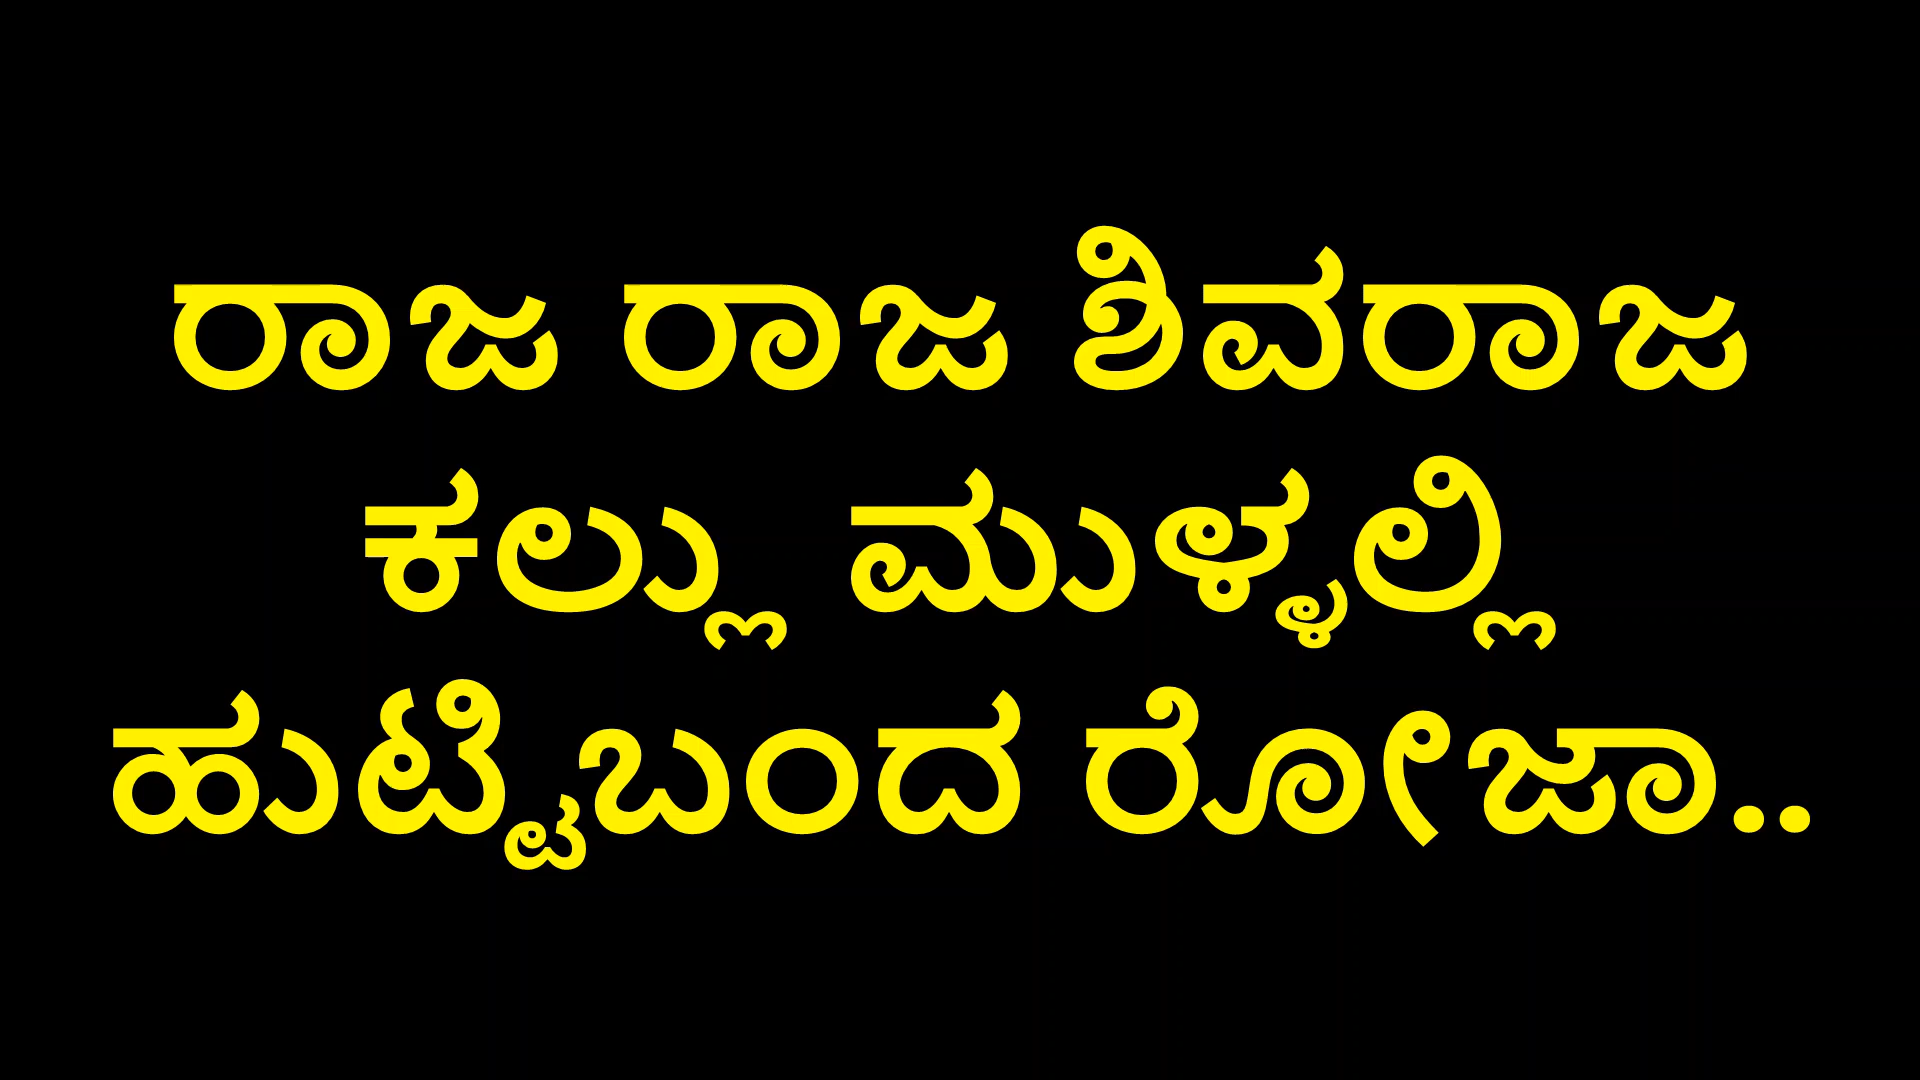 ರಾಜ ರಾಜ ಶಿವರಾಜ
ಕಲ್ಲು ಮುಳ್ಳಲ್ಲಿ
ಹುಟ್ಟಿಬಂದ ರೋಜಾ..